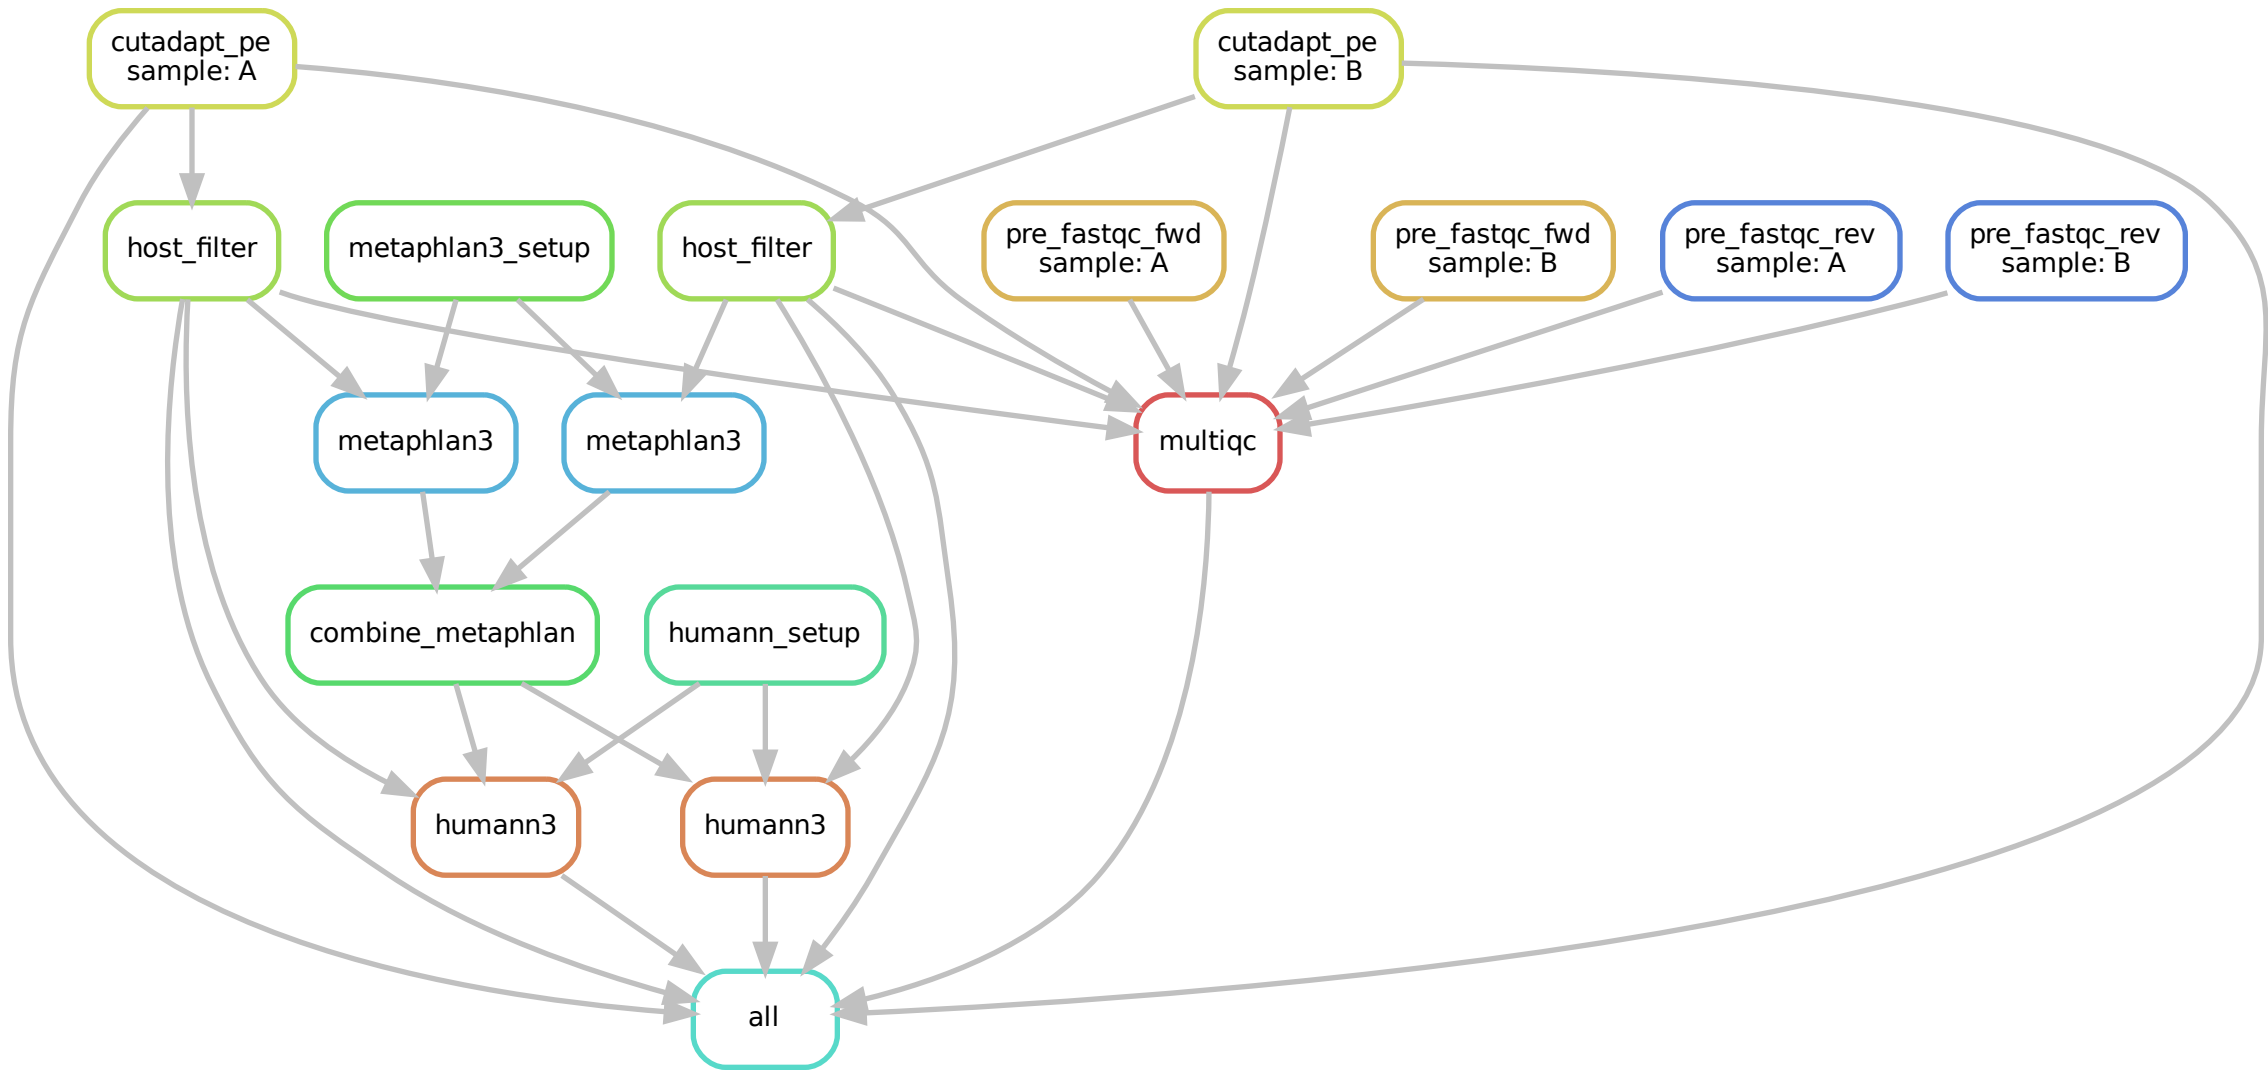 cutadapt_pe
sample: A
cutadapt_pe
sample: B
host_filter
metaphlan3_setup
host_filter
pre_fastqc_fwd
sample: A
pre_fastqc_fwd
sample: B
pre_fastqc_rev
sample: A
pre_fastqc_rev
sample: B
metaphlan3
metaphlan3
multiqc
combine_metaphlan
humann_setup
humann3
humann3
all